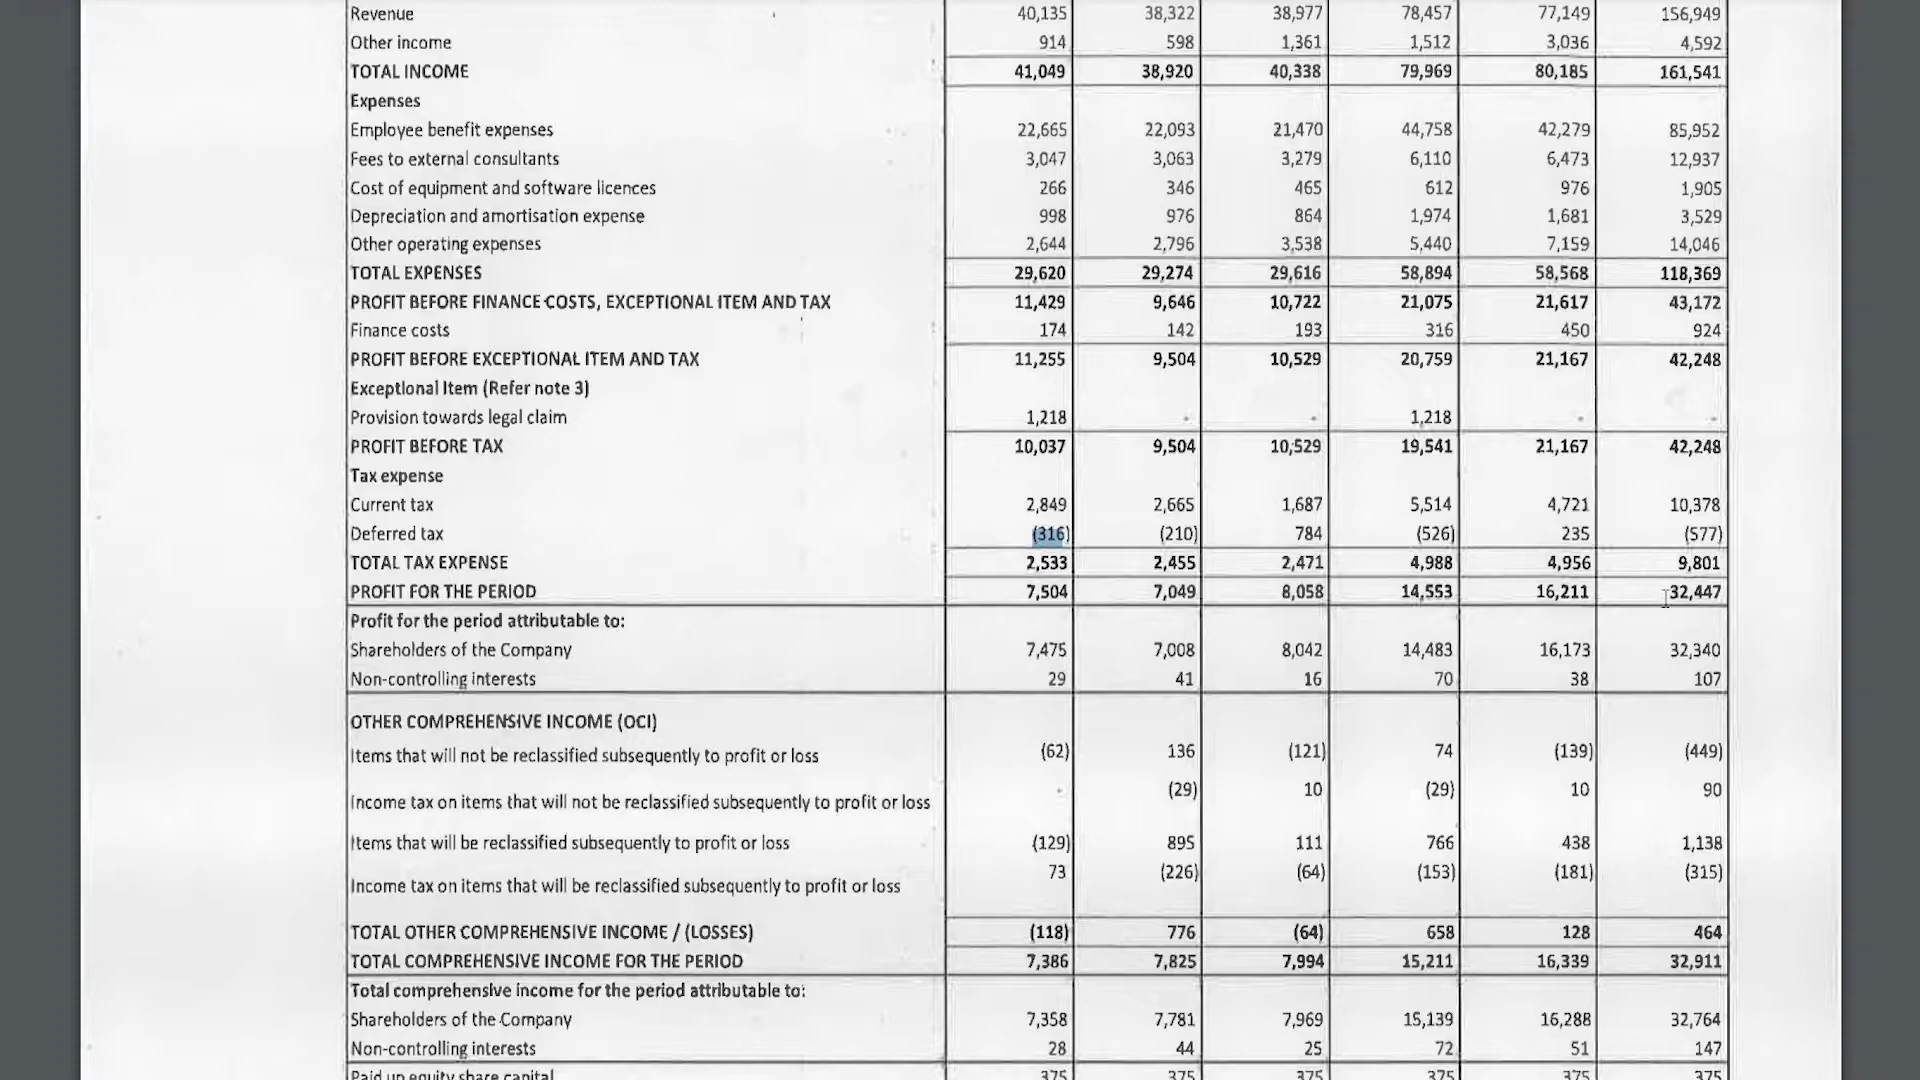 Revenue 40,135 38,322 38,977 78,457 77,149 156,949
Other income 914 598 1,361 1,512 3,036 4,592
TOTAL INCOME 41,049 38,920 40,338 79,969 80,185 161,541
Expenses
Employee benefit expenses 22,665 22,093 21,470 44,758 42,279 85,952
Fees to external consultants 3,047 3,063 3,279 6,110 6,473 12,937
Cost of equipment and software licences 266 346 465 612 976 1,905
Depreciation and amortisation expense 998 976 864 1,974 1,681 3,529
Other operating expenses 2,644 2,796 3,538 5,440 7,159 14,046
TOTAL EXPENSES 29,620 29,274 29,616 58,894 58,568 118,369
PROFIT BEFORE FINANCE COSTS, EXCEPTIONAL ITEM AND TAX 11,429 9,646 10,722 21,075 21,617 43,172
Finance costs 174 142 193 316 450 924
PROFIT BEFORE EXCEPTIONAL ITEM AND TAX 11,255 9,504 10,529 20,759 21,167 42,248
Exceptional Item (Refer note 3)
Provision towards legal claim 1,218 - - 1,218 - -
PROFIT BEFORE TAX 10,037 9,504 10,529 19,541 21,167 42,248
Tax expense
Current tax 2,849 2,665 1,687 5,514 4,721 10,378
Deferred tax (316) (210) 784 (526) 235 (577)
TOTAL TAX EXPENSE 2,533 2,455 2,471 4,988 4,956 9,801
PROFIT FOR THE PERIOD 7,504 7,049 8,058 14,553 16,211 32,447
Profit for the period attributable to:
Shareholders of the Company 7,475 7,008 8,042 14,483 16,173 32,340
Non-controlling interests 29 41 16 70 38 107
OTHER COMPREHENSIVE INCOME (OCI)
Items that will not be reclassified subsequently to profit or loss (62) 136 (121) 74 (139) (449)
Income tax on items that will not be reclassified subsequently to profit or loss - (29) 10 (29) 10 90
Items that will be reclassified subsequently to profit or loss (129) 895 111 766 438 1,138
Income tax on items that will be reclassified subsequently to profit or loss 73 (226) (64) (153) (181) (315)
TOTAL OTHER COMPREHENSIVE INCOME / (LOSSES) (118) 776 (64) 658 128 464
TOTAL COMPREHENSIVE INCOME FOR THE PERIOD 7,386 7,825 7,994 15,211 16,339 32,911
Total comprehensive income for the period attributable to:
Shareholders of the Company 7,358 7,781 7,969 15,139 16,288 32,764
Non-controlling interests 28 44 25 72 51 147
Paid up equity share capital 375 375 375 375 375 375